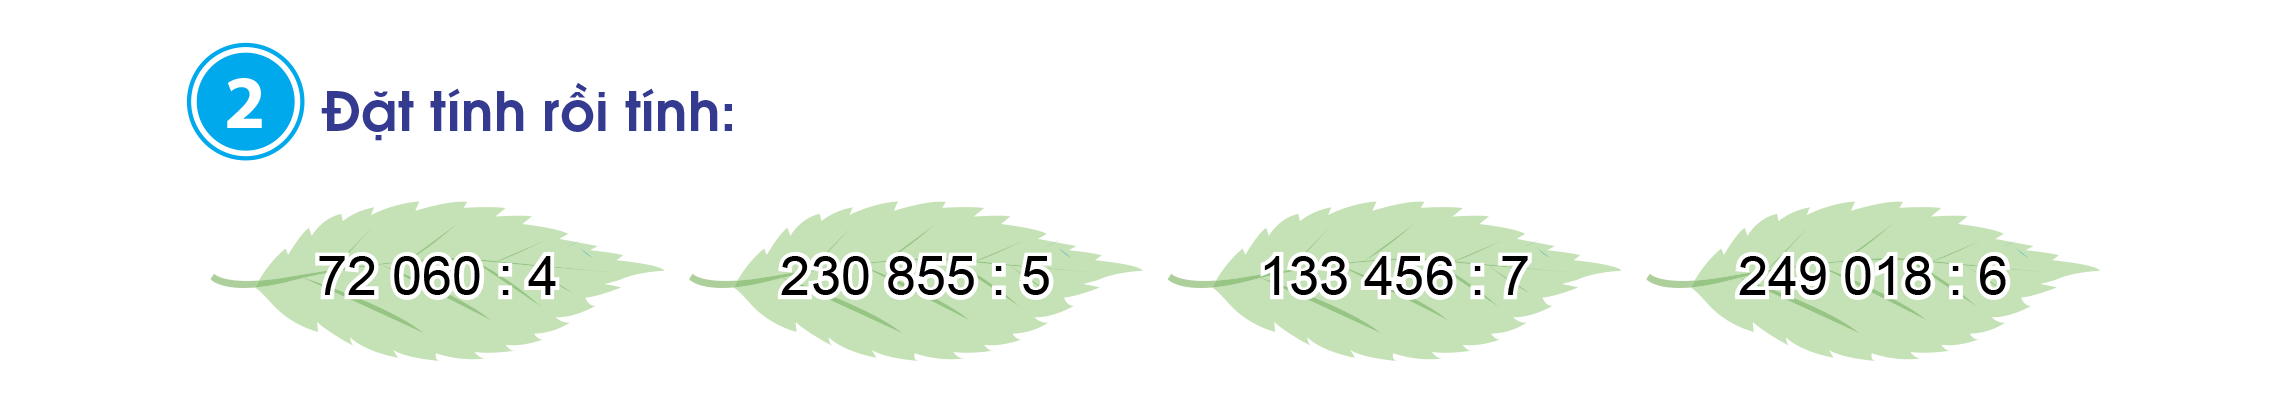 2 Đặt tính rồi tính:
72 060 : 4 230 855 : 5 133 456 : 7 249 018 : 6